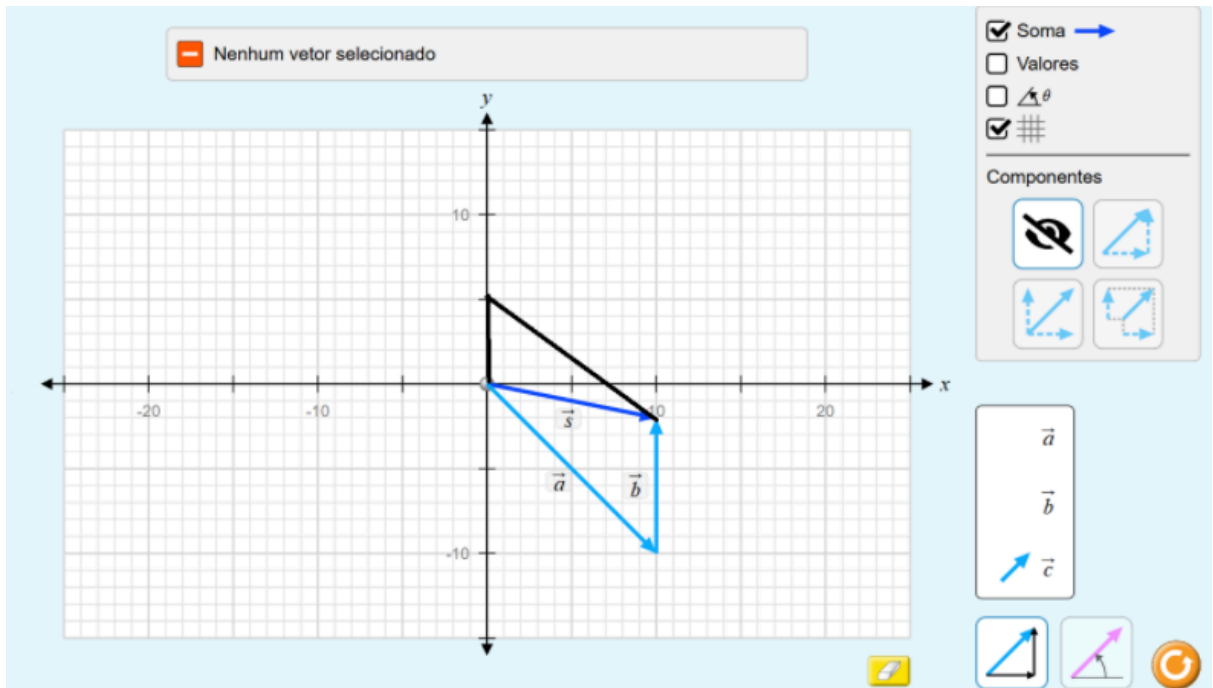 Nenhum vetor selecionado
Soma
Valores
θ
Componentes
y
10
-20
-10
10
20
x
s
a
b
-10
a
b
c